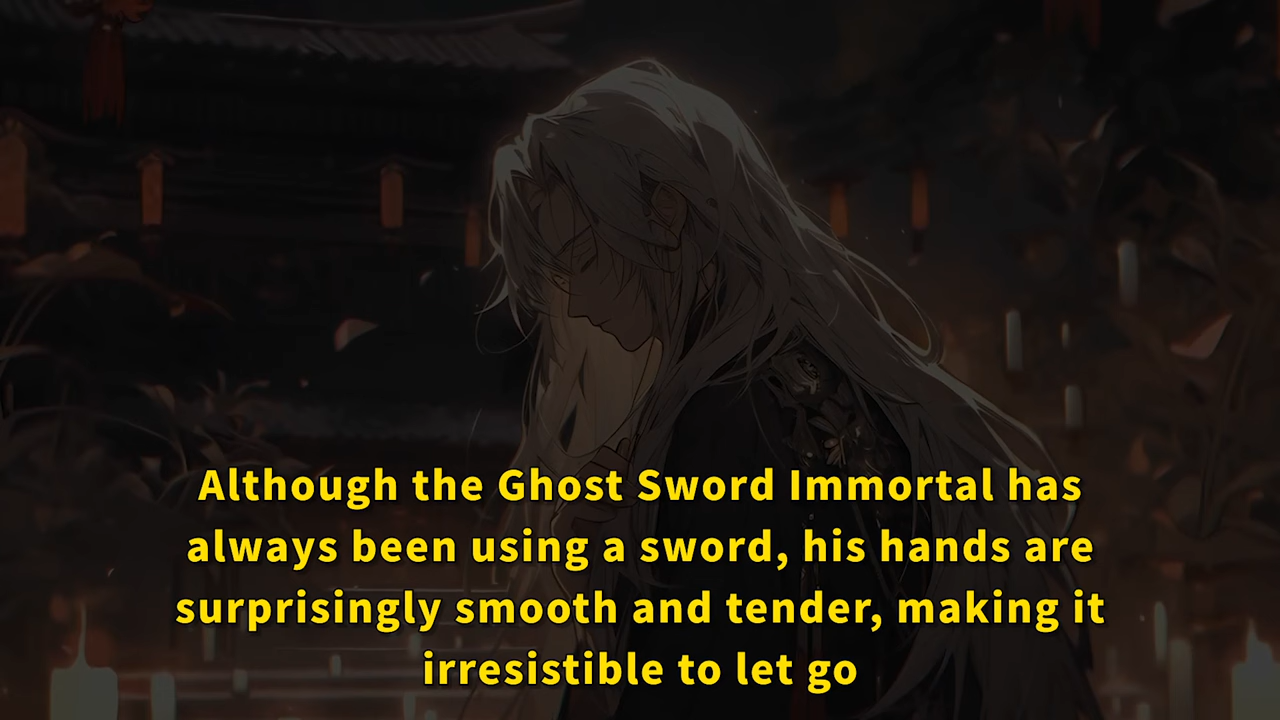 Although the Ghost Sword Immortal has
always been using a sword, his hands are
surprisingly smooth and tender, making it
irresistible to let go